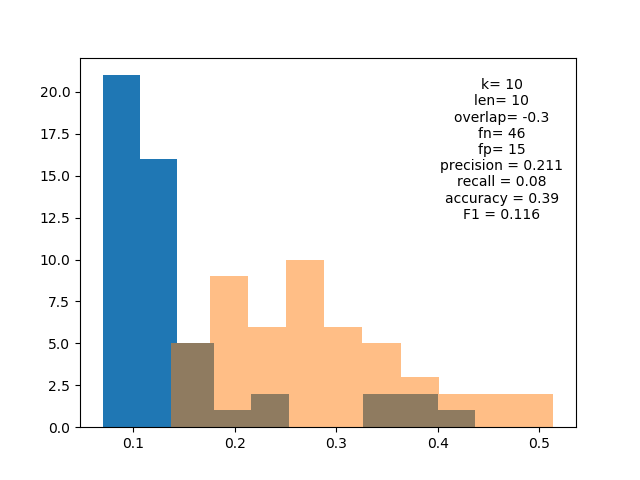 20.0
17.5
15.0
12.5
10.0
7.5
5.0
2.5
0.0
0.1 0.2 0.3 0.4 0.5
k= 10
len= 10
overlap= -0.3
fn= 46
fp= 15
precision = 0.211
recall = 0.08
accuracy = 0.39
F1 = 0.116